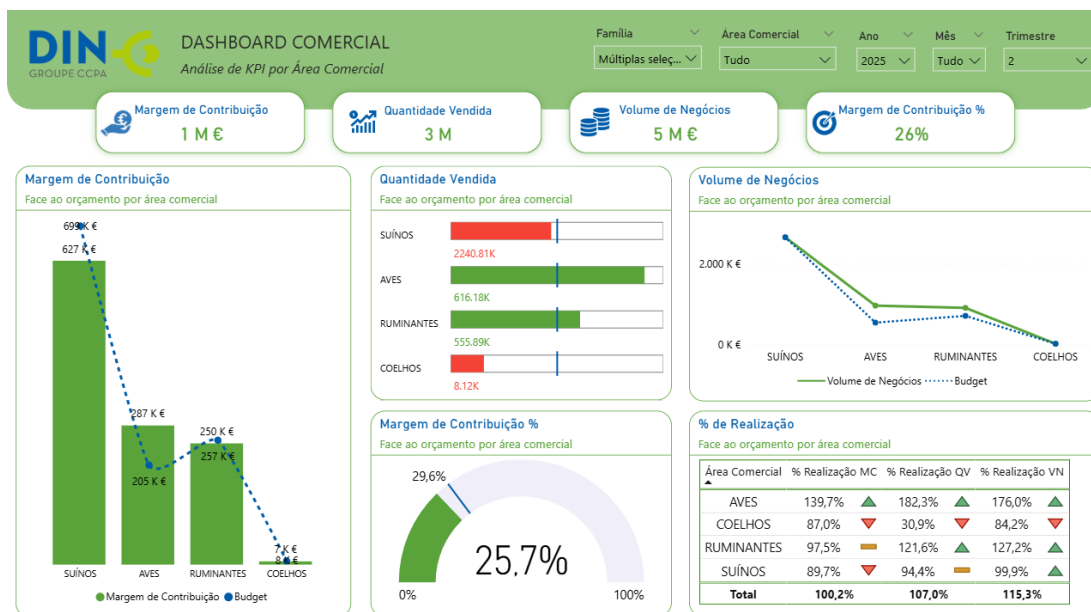 DIN
GROUPE CCPA
DASHBOARD COMERCIAL
Análise de KPI por Área Comercial
Família
Múltiplas seleç...
Área Comercial
Tudo
Ano
2025
Mês
Tudo
Trimestre
2
Margem de Contribuição
1 M €
Quantidade Vendida
3 M
Volume de Negócios
5 M €
Margem de Contribuição %
26%
Margem de Contribuição
Face ao orçamento por área comercial
699 K €
627 K €
287 K €
205 K €
250 K €
257 K €
7 K €
SUÍNOS
AVES
RUMINANTES
COELHOS
Margem de Contribuição
Budget
Quantidade Vendida
Face ao orçamento por área comercial
SUÍNOS
2240.81K
AVES
616.18K
RUMINANTES
555.89K
COELHOS
8.12K
Volume de Negócios
Face ao orçamento por área comercial
2.000 K €
0 K €
SUÍNOS
AVES
RUMINANTES
COELHOS
Volume de Negócios
Budget
Margem de Contribuição %
Face ao orçamento por área comercial
29,6%
25,7%
0%
100%
% de Realização
Face ao orçamento por área comercial
Área Comercial % Realização MC % Realização QV % Realização VN
AVES 139,7% 182,3% 176,0%
COELHOS 87,0% 30,9% 84,2%
RUMINANTES 97,5% 121,6% 127,2%
SUÍNOS 89,7% 94,4% 99,9%
Total 100,2% 107,0% 115,3%